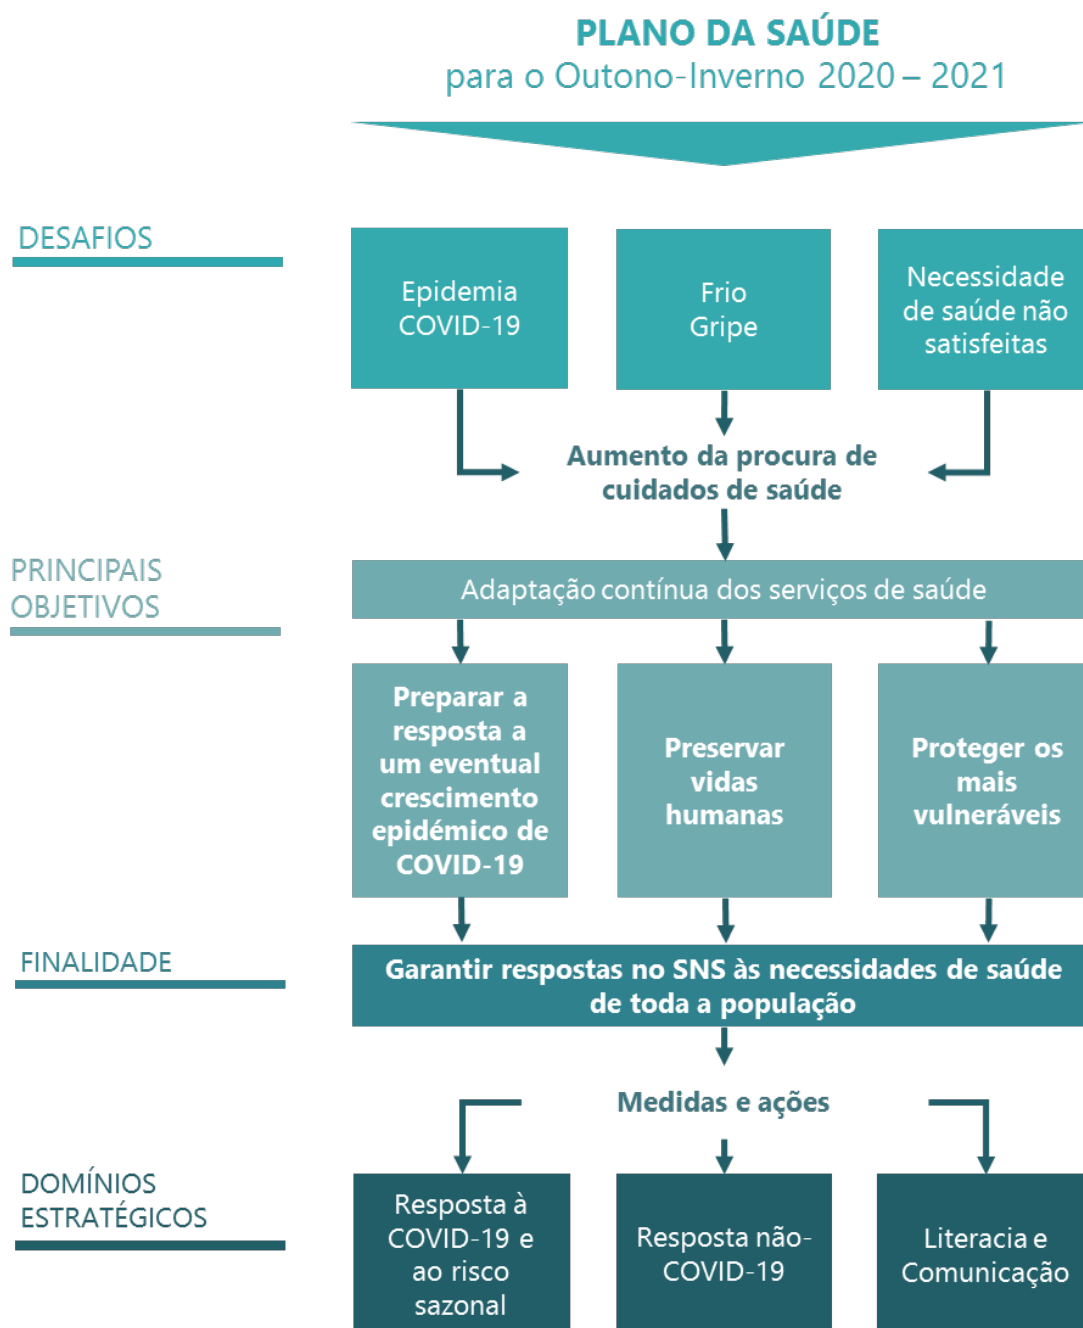 PLANO DA SAÚDE
para o Outono-Inverno 2020 – 2021
DESAFIOS
Epidemia
COVID-19
Frio
Gripe
Necessidade
de saúde não
satisfeitas
Aumento da procura de
cuidados de saúde
PRINCIPAIS
OBJETIVOS
Adaptação contínua dos serviços de saúde
Preparar a
resposta a
um eventual
crescimento
epidémico de
COVID-19
Preservar
vidas
humanas
Proteger os
mais
vulneráveis
FINALIDADE
Garantir respostas no SNS às necessidades de saúde
de toda a população
Medidas e ações
DOMÍNIOS
ESTRATÉGICOS
Resposta à
COVID-19 e
ao risco
sazonal
Resposta não-
COVID-19
Literacia e
Comunicação